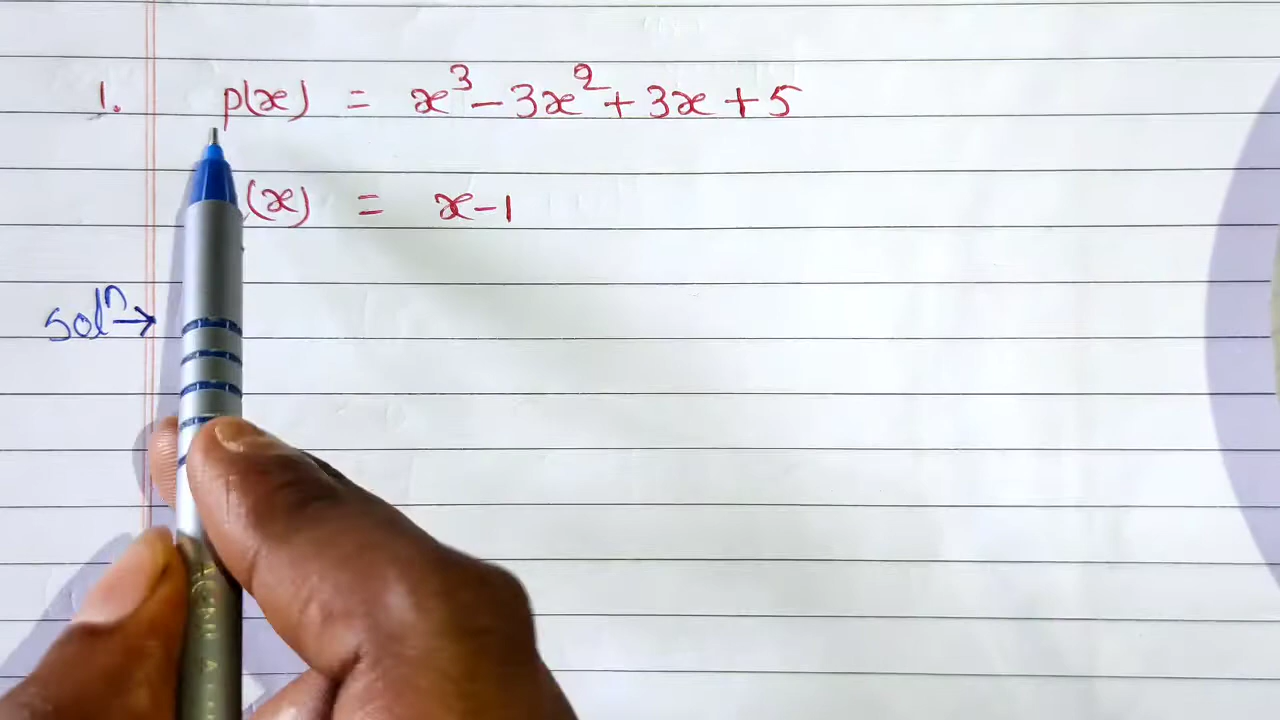 1. p(x) = x³ - 3x² + 3x + 5
(x) = x - 1
solⁿ →